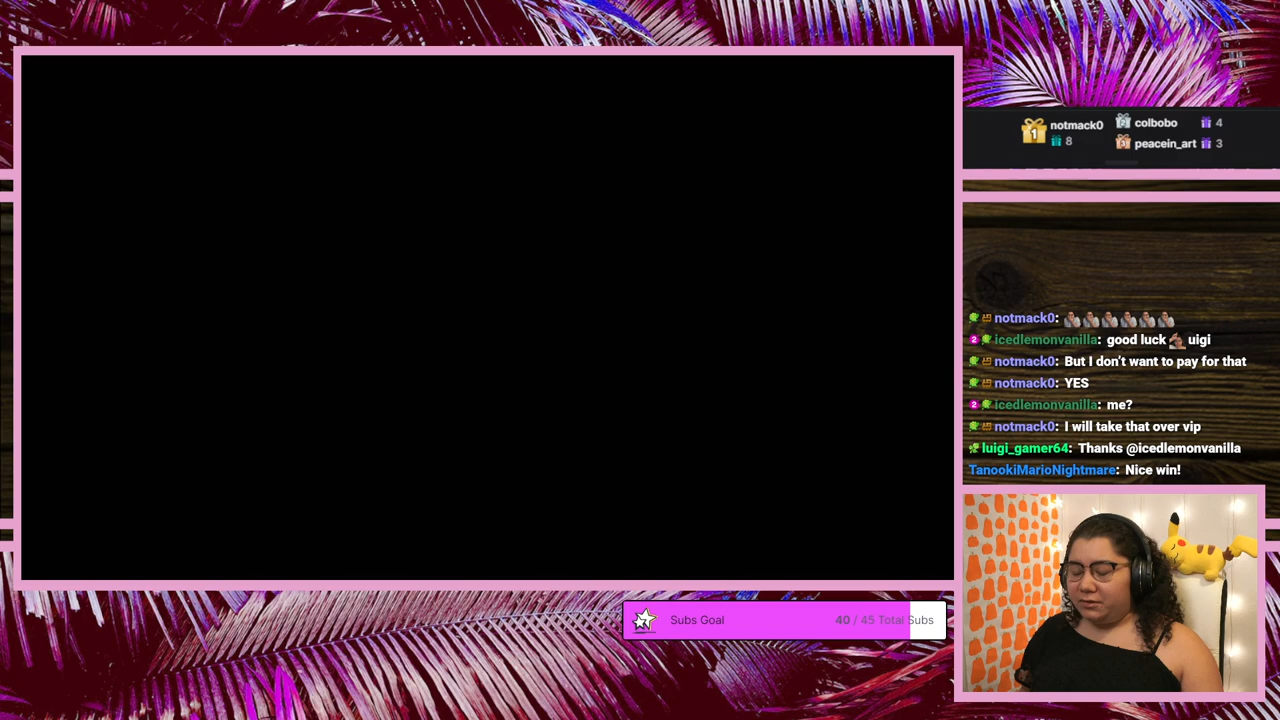 notmack0
8
colbobo 4
peacein_art 3
notmack0:
2 icedlemonvanilla: good luck uigi
notmack0: But I don't want to pay for that
notmack0: YES
2 icedlemonvanilla: me?
notmack0: I will take that over vip
luigi_gamer64: Thanks @icedlemonvanilla
TanookiMarioNightmare: Nice win!
Subs Goal 40 / 45 Total Subs